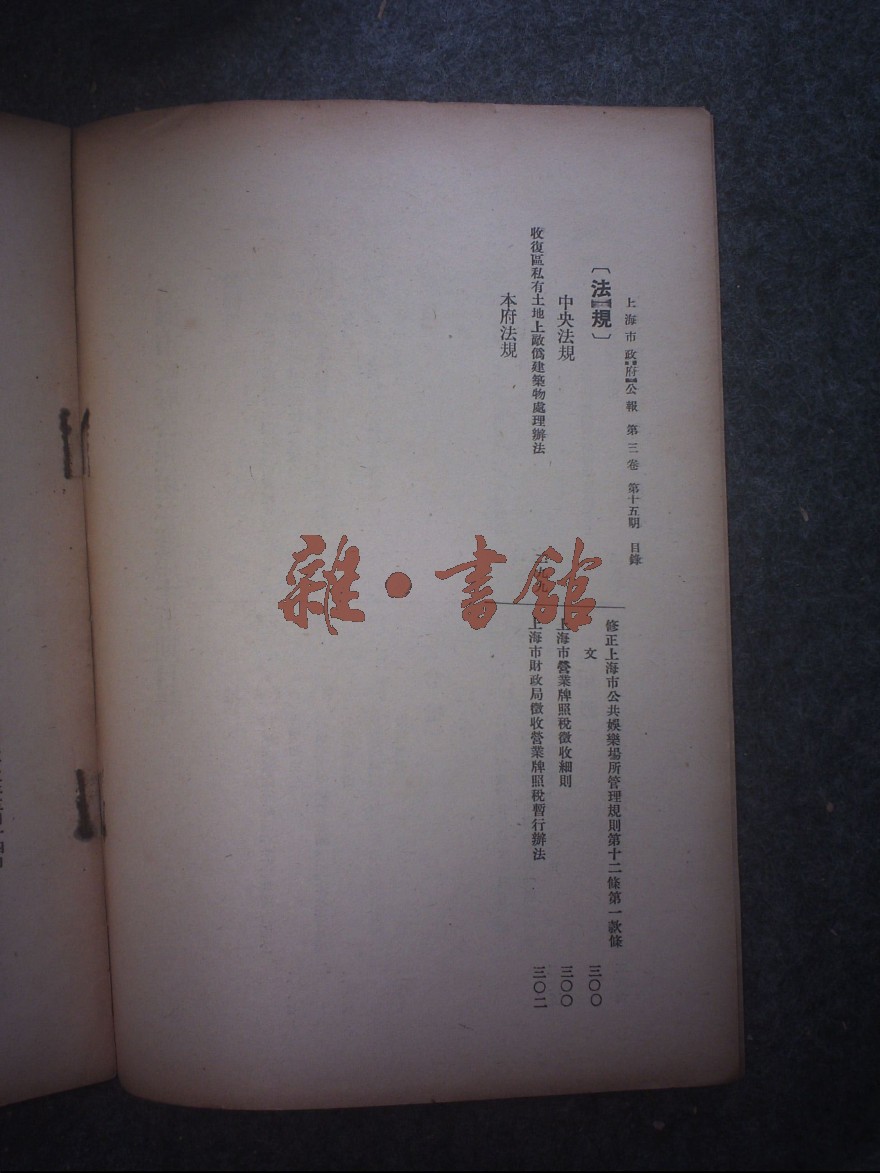 上海市政府公報 第三卷 第十五期 目錄
〔法規〕
中央法規
收復區私有土地上敵僞建築物處理辦法
本府法規
修正上海市公共娛樂場所管理規則第十二條第一款條
文 三〇〇
上海市營業牌照稅徵收細則 三〇〇
上海市財政局徵收營業牌照稅暫行辦法 三〇二
雜·書館